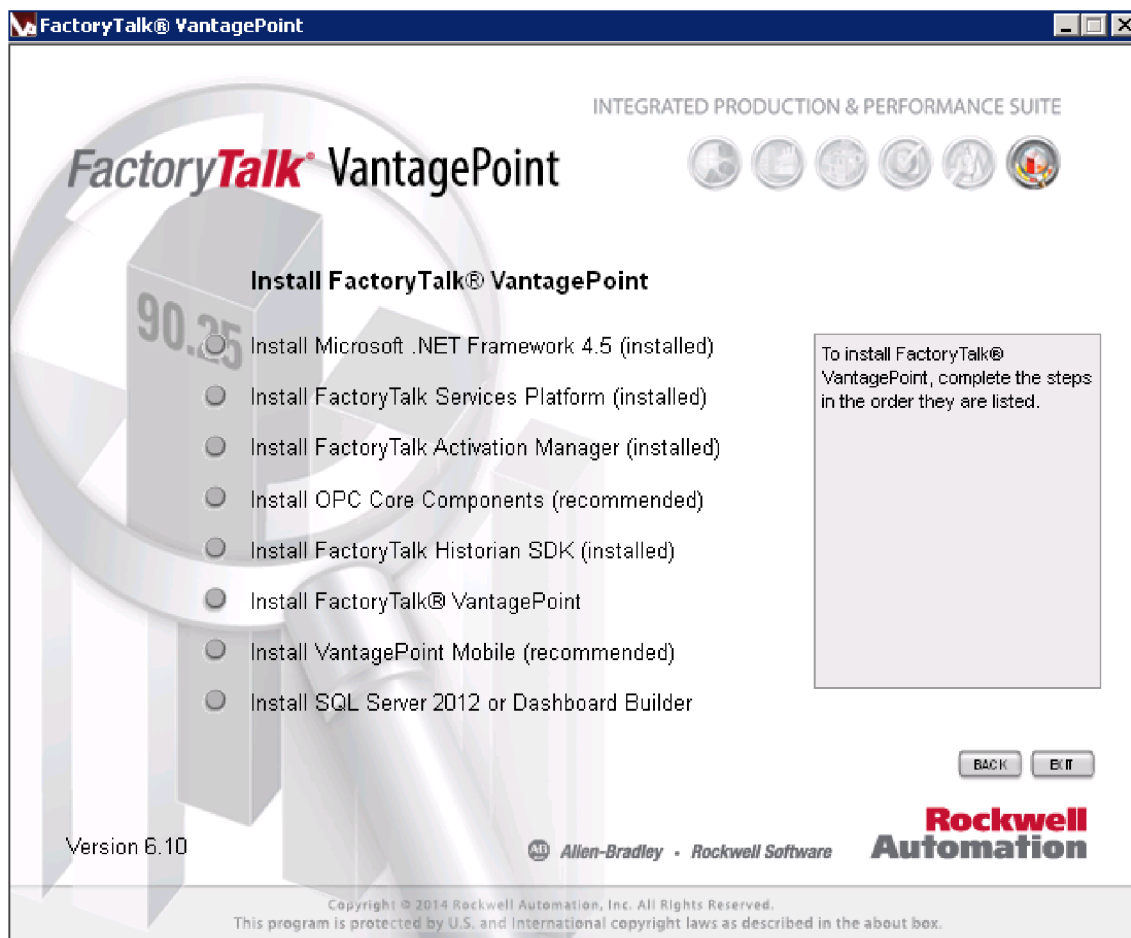 FactoryTalk® VantagePoint
INTEGRATED PRODUCTION & PERFORMANCE SUITE
FactoryTalk® VantagePoint
Install FactoryTalk® VantagePoint
90.25
Install Microsoft .NET Framework 4.5 (installed)
Install FactoryTalk Services Platform (installed)
Install FactoryTalk Activation Manager (installed)
Install OPC Core Components (recommended)
Install FactoryTalk Historian SDK (installed)
Install FactoryTalk® VantagePoint
Install VantagePoint Mobile (recommended)
Install SQL Server 2012 or Dashboard Builder
To install FactoryTalk®
VantagePoint, complete the steps
in the order they are listed.
BACK EXIT
Version 6.10
AB Allen-Bradley · Rockwell Software
Rockwell
Automation
Copyright © 2014 Rockwell Automation, Inc. All Rights Reserved.
This program is protected by U.S. and International copyright laws as described in the about box.